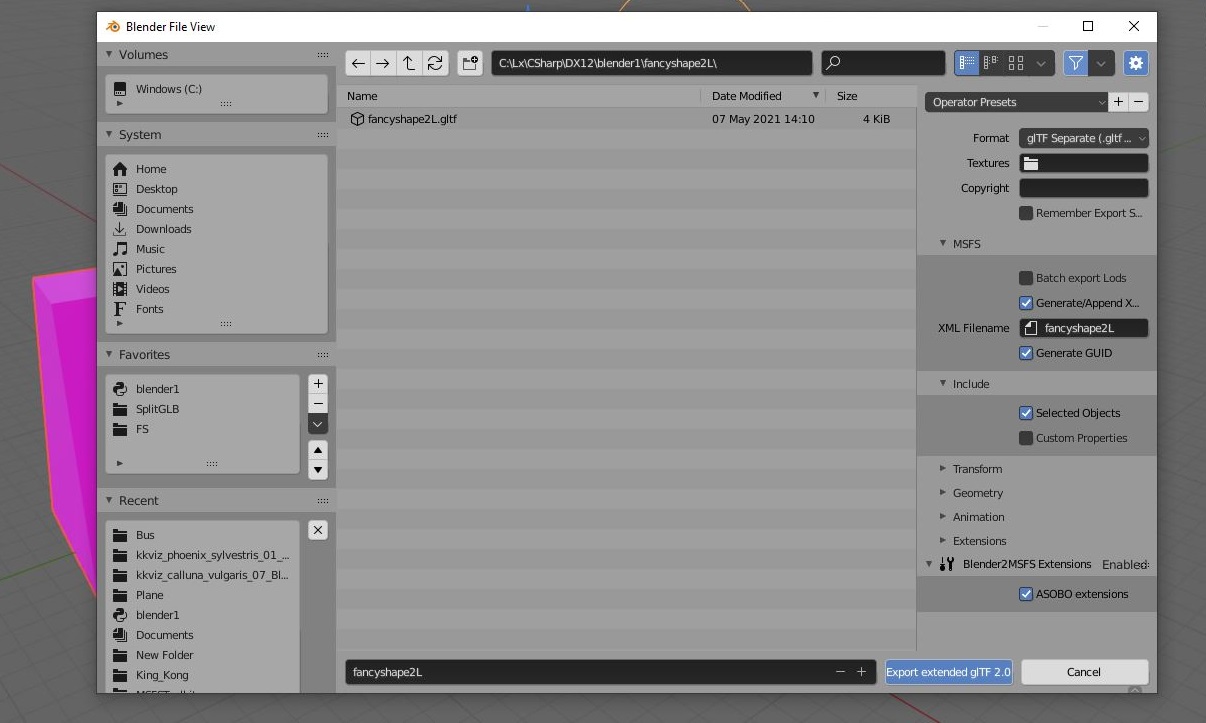 Blender File View
Volumes
Windows (C:)
System
Home
Desktop
Documents
Downloads
Music
Pictures
Videos
Fonts
Favorites
blender1
SplitGLB
FS
Recent
Bus
kkviz_phoenix_sylvestris_01_...
kkviz_calluna_vulgaris_07_Bl...
Plane
blender1
Documents
New Folder
King_Kong
C:\Lx\CSharp\DX12\blender1\fancyshape2L\
Name Date Modified Size
fancyshape2L.gltf 07 May 2021 14:10 4 KiB
fancyshape2L
Operator Presets
Format glTF Separate (.gltf ...
Textures
Copyright
Remember Export S...
MSFS
Batch export Lods
Generate/Append X...
XML Filename fancyshape2L
Generate GUID
Include
Selected Objects
Custom Properties
Transform
Geometry
Animation
Extensions
Blender2MSFS Extensions Enabled:
ASOBO extensions
Export extended glTF 2.0 Cancel